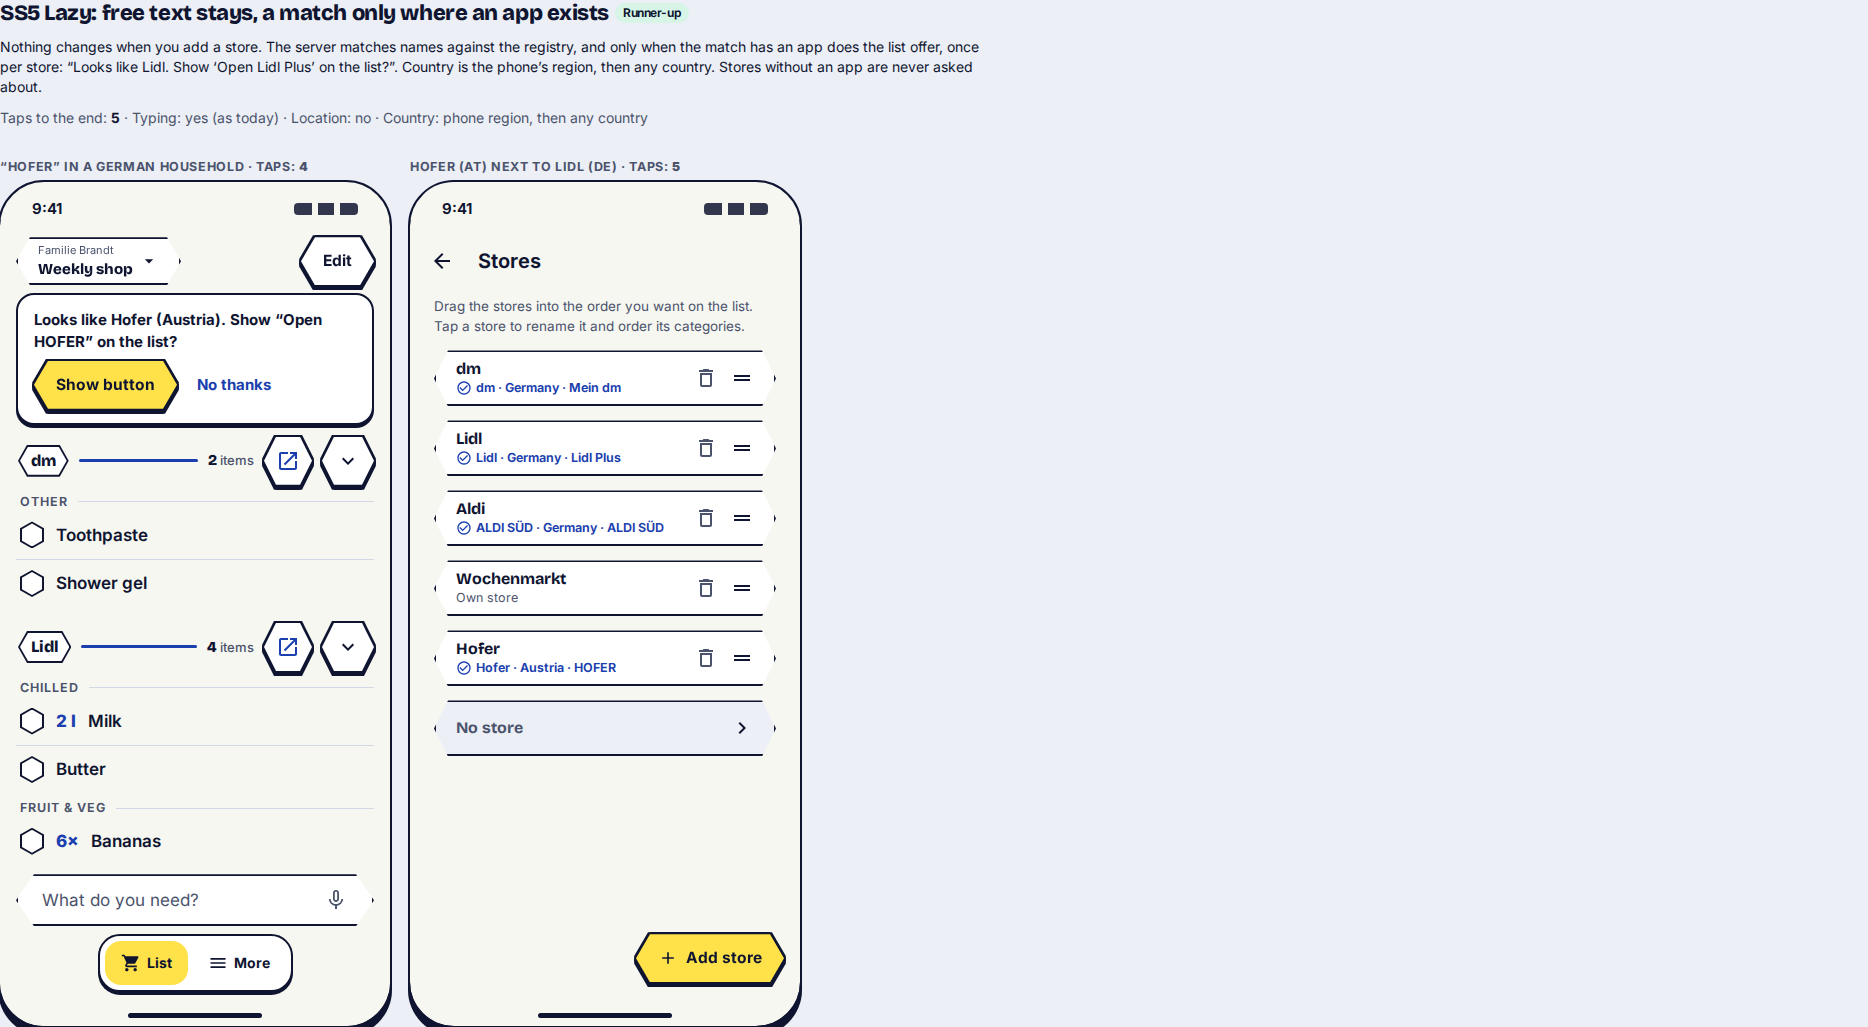 SS5 Lazy: free text stays, a match only where an app exists Runner-up
Nothing changes when you add a store. The server matches names against the registry, and only when the match has an app does the list offer, once
per store: “Looks like Lidl. Show ‘Open Lidl Plus’ on the list?”. Country is the phone’s region, then any country. Stores without an app are never asked
about.
Taps to the end: 5 · Typing: yes (as today) · Location: no · Country: phone region, then any country
“HOFER” IN A GERMAN HOUSEHOLD · TAPS: 4
9:41
Familie Brandt
Weekly shop
Edit
Looks like Hofer (Austria). Show “Open
HOFER” on the list?
Show button
No thanks
dm
2 items
OTHER
Toothpaste
Shower gel
Lidl
4 items
CHILLED
2 l Milk
Butter
FRUIT & VEG
6× Bananas
What do you need?
List
More
HOFER (AT) NEXT TO LIDL (DE) · TAPS: 5
9:41
Stores
Drag the stores into the order you want on the list.
Tap a store to rename it and order its categories.
dm
dm · Germany · Mein dm
Lidl
Lidl · Germany · Lidl Plus
Aldi
ALDI SÜD · Germany · ALDI SÜD
Wochenmarkt
Own store
Hofer
Hofer · Austria · HOFER
No store
+ Add store